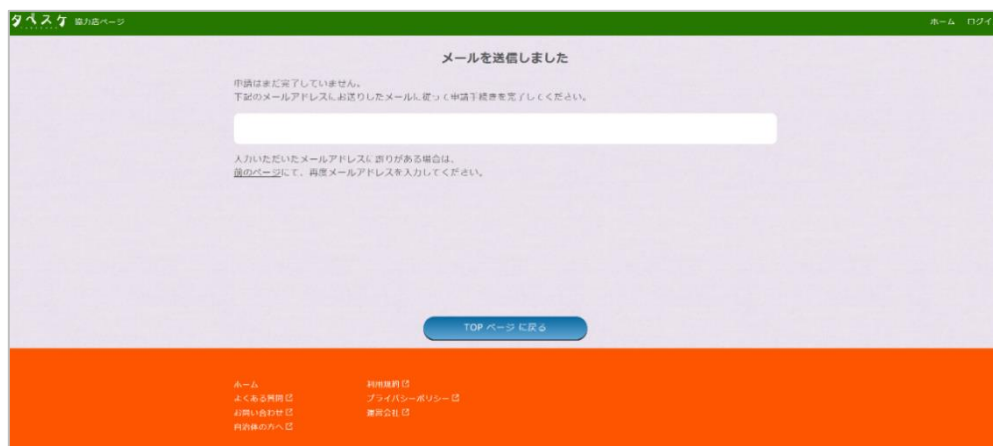 タベスケ 協力店ページ
ホーム ログイ
メールを送信しました
申請はまだ完了していません。
下記のメールアドレスにお送りしたメールに従って申請手続きを完了してください。
入力いただいたメールアドレスに誤りがある場合は、
前のページにて、再度メールアドレスを入力してください。
TOP ページ に戻る
ホーム
よくある質問
お問い合わせ
自治体の方へ
利用規約
プライバシーポリシー
運営会社